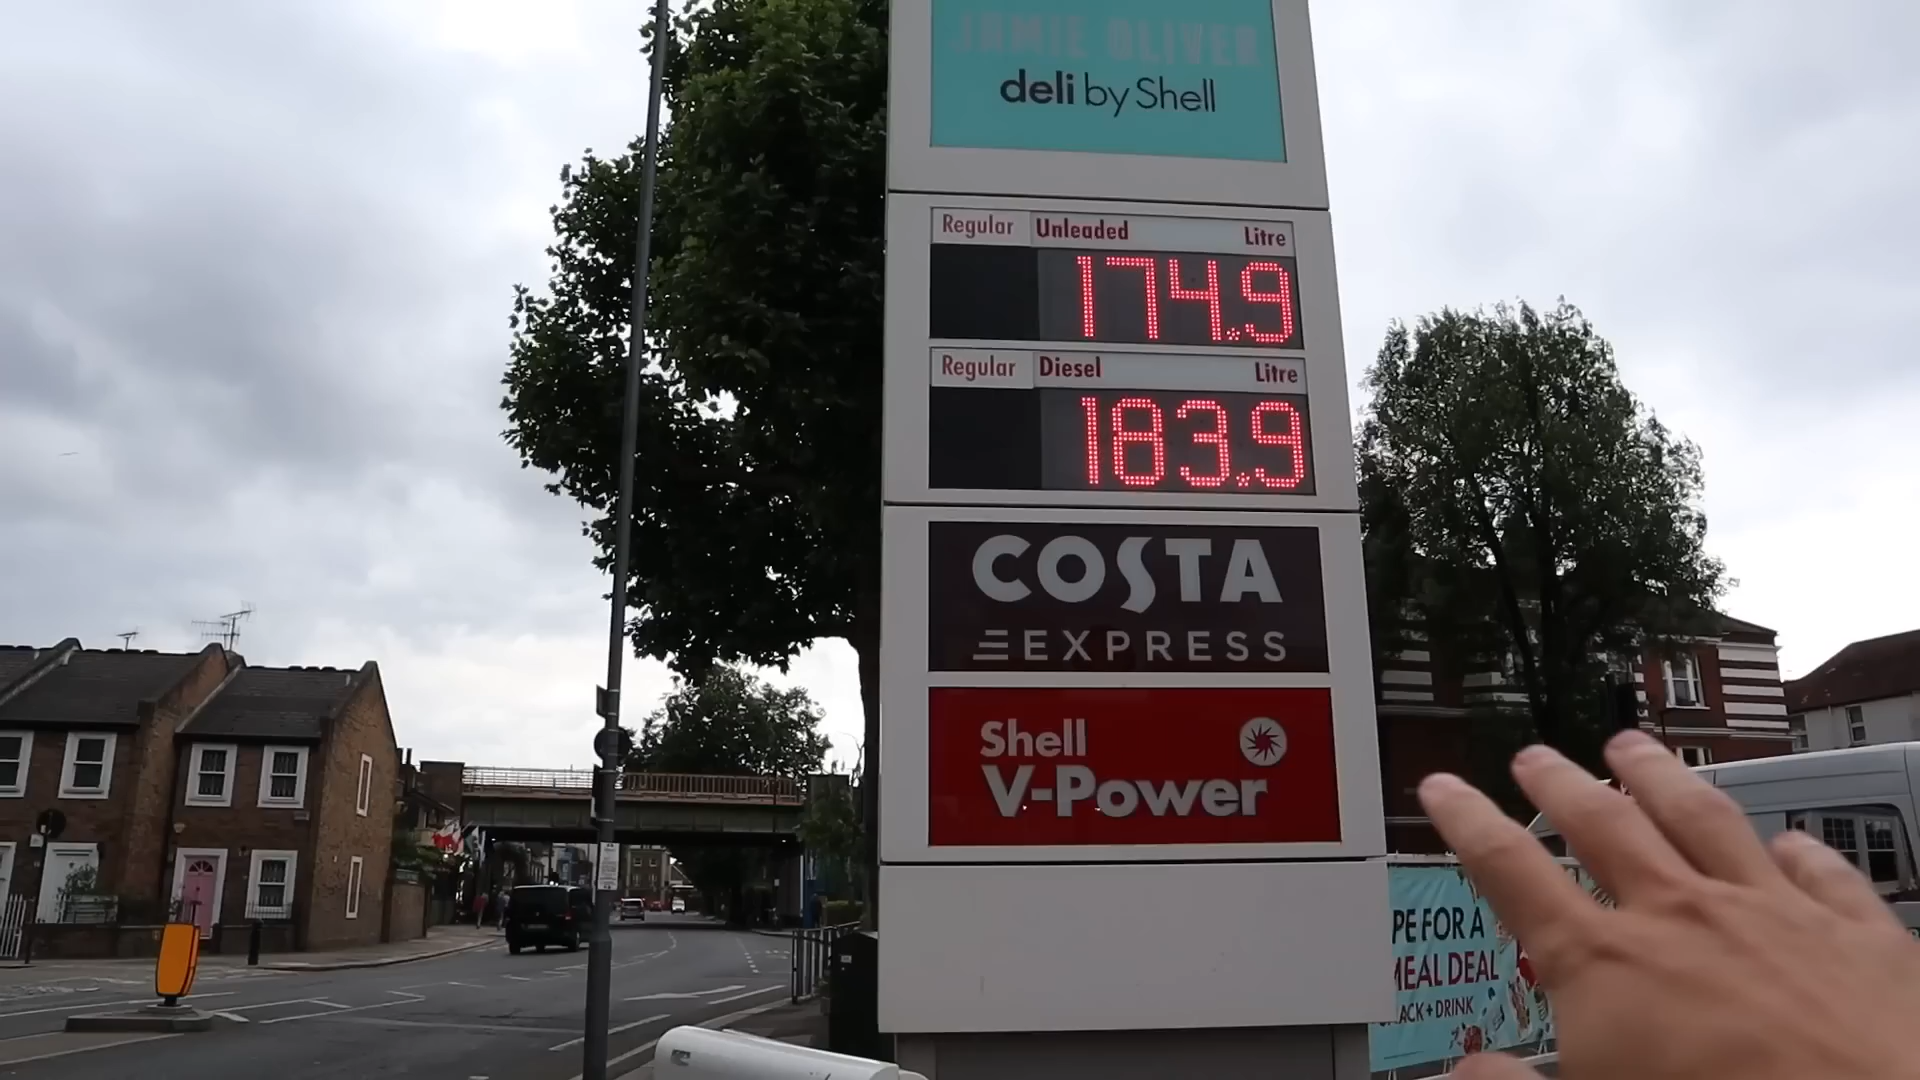 JAMIE OLIVER
deli by Shell
Regular Unleaded Litre
174.9
Regular Diesel Litre
183.9
COSTA
EXPRESS
Shell
V-Power
PE FOR A
MEAL DEAL
ACK + DRINK